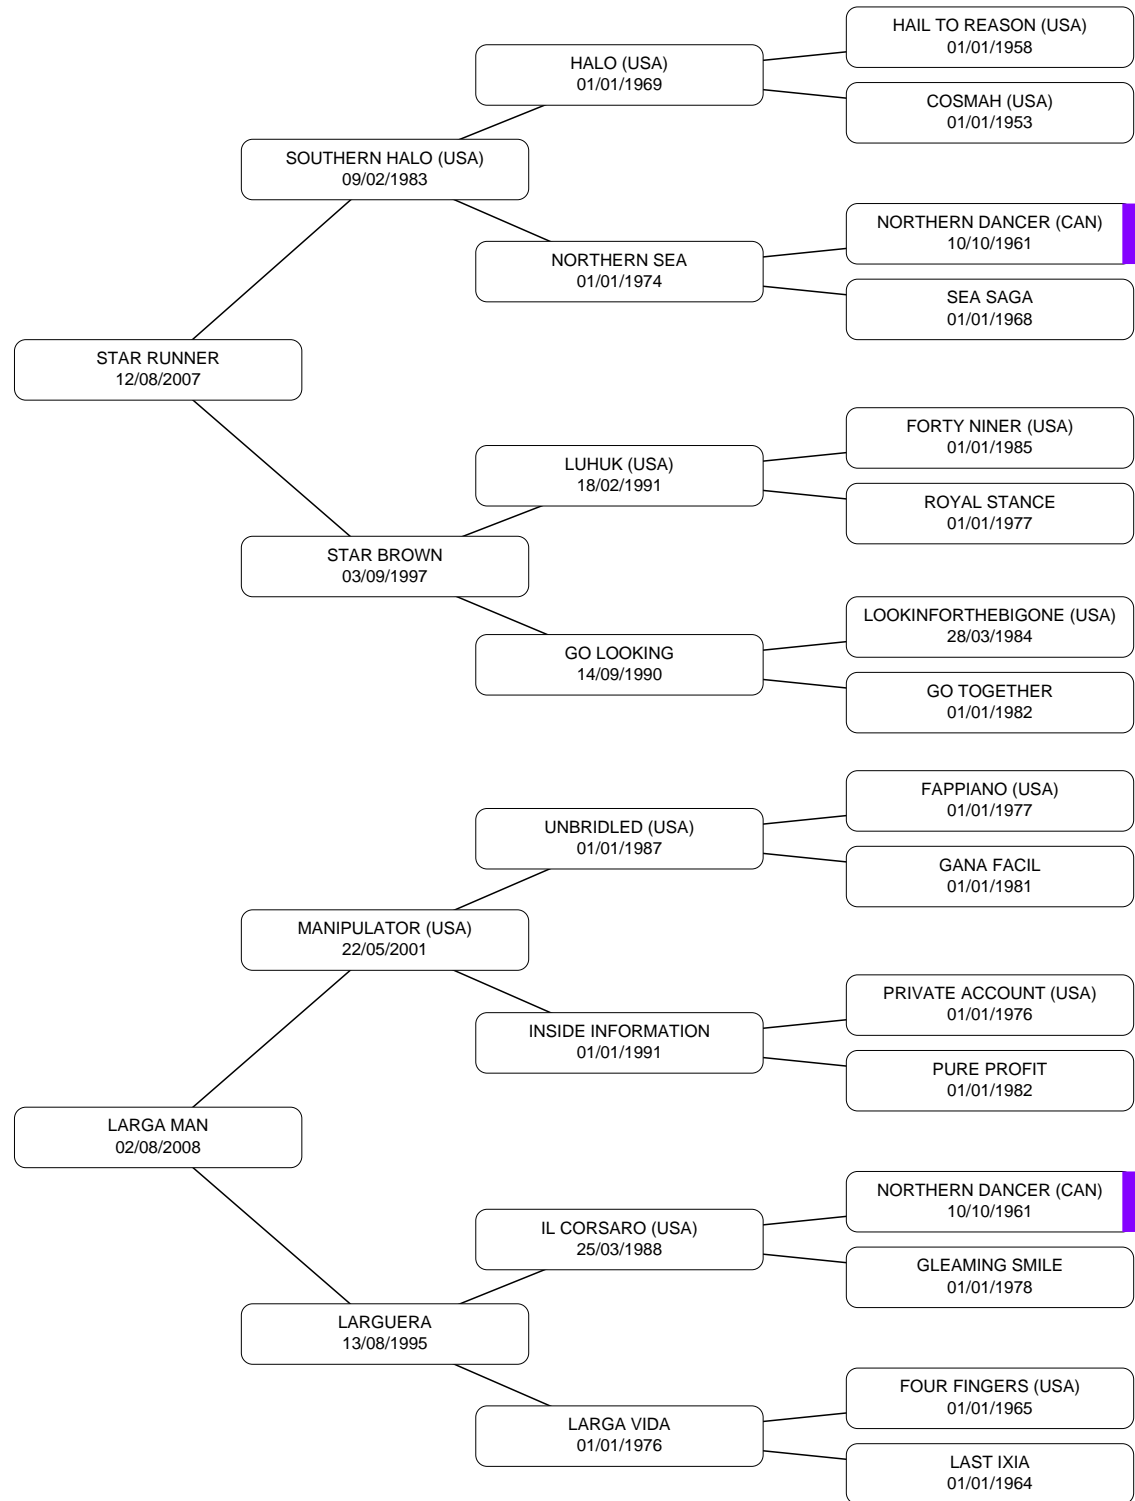 HAIL TO REASON (USA)
01/01/1958
HALO (USA)
01/01/1969
COSMAH (USA)
01/01/1953
SOUTHERN HALO (USA)
09/02/1983
NORTHERN DANCER (CAN)
10/10/1961
NORTHERN SEA
01/01/1974
SEA SAGA
01/01/1968
STAR RUNNER
12/08/2007
FORTY NINER (USA)
01/01/1985
LUHUK (USA)
18/02/1991
ROYAL STANCE
01/01/1977
STAR BROWN
03/09/1997
LOOKINFORTHEBIGONE (USA)
28/03/1984
GO LOOKING
14/09/1990
GO TOGETHER
01/01/1982
FAPPIANO (USA)
01/01/1977
UNBRIDLED (USA)
01/01/1987
GANA FACIL
01/01/1981
MANIPULATOR (USA)
22/05/2001
PRIVATE ACCOUNT (USA)
01/01/1976
INSIDE INFORMATION
01/01/1991
PURE PROFIT
01/01/1982
LARGA MAN
02/08/2008
NORTHERN DANCER (CAN)
10/10/1961
IL CORSARO (USA)
25/03/1988
GLEAMING SMILE
01/01/1978
LARGUERA
13/08/1995
FOUR FINGERS (USA)
01/01/1965
LARGA VIDA
01/01/1976
LAST IXIA
01/01/1964